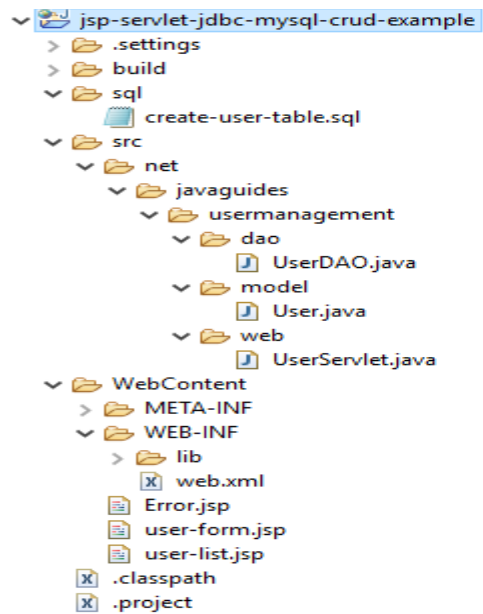 jsp-servlet-jdbc-mysql-crud-example
.settings
build
sql
create-user-table.sql
src
net
javaguides
usermanagement
dao
UserDAO.java
model
User.java
web
UserServlet.java
WebContent
META-INF
WEB-INF
lib
web.xml
Error.jsp
user-form.jsp
user-list.jsp
.classpath
.project